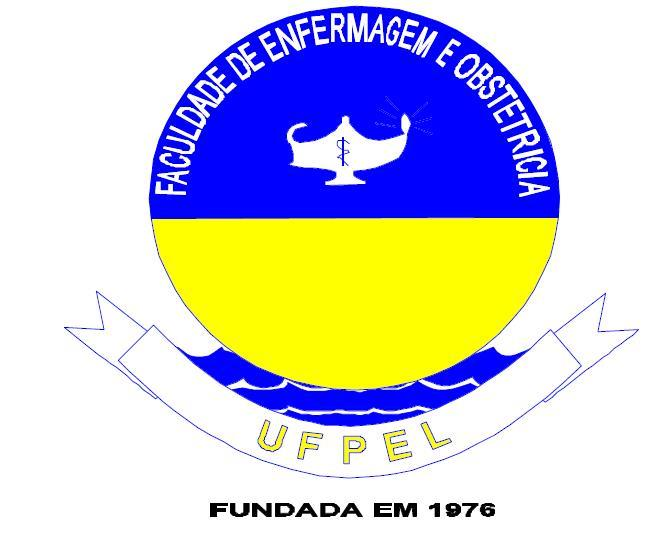 FACULDADE DE ENFERMAGEM E OBSTETRICIA
UFPEL
FUNDADA EM 1976